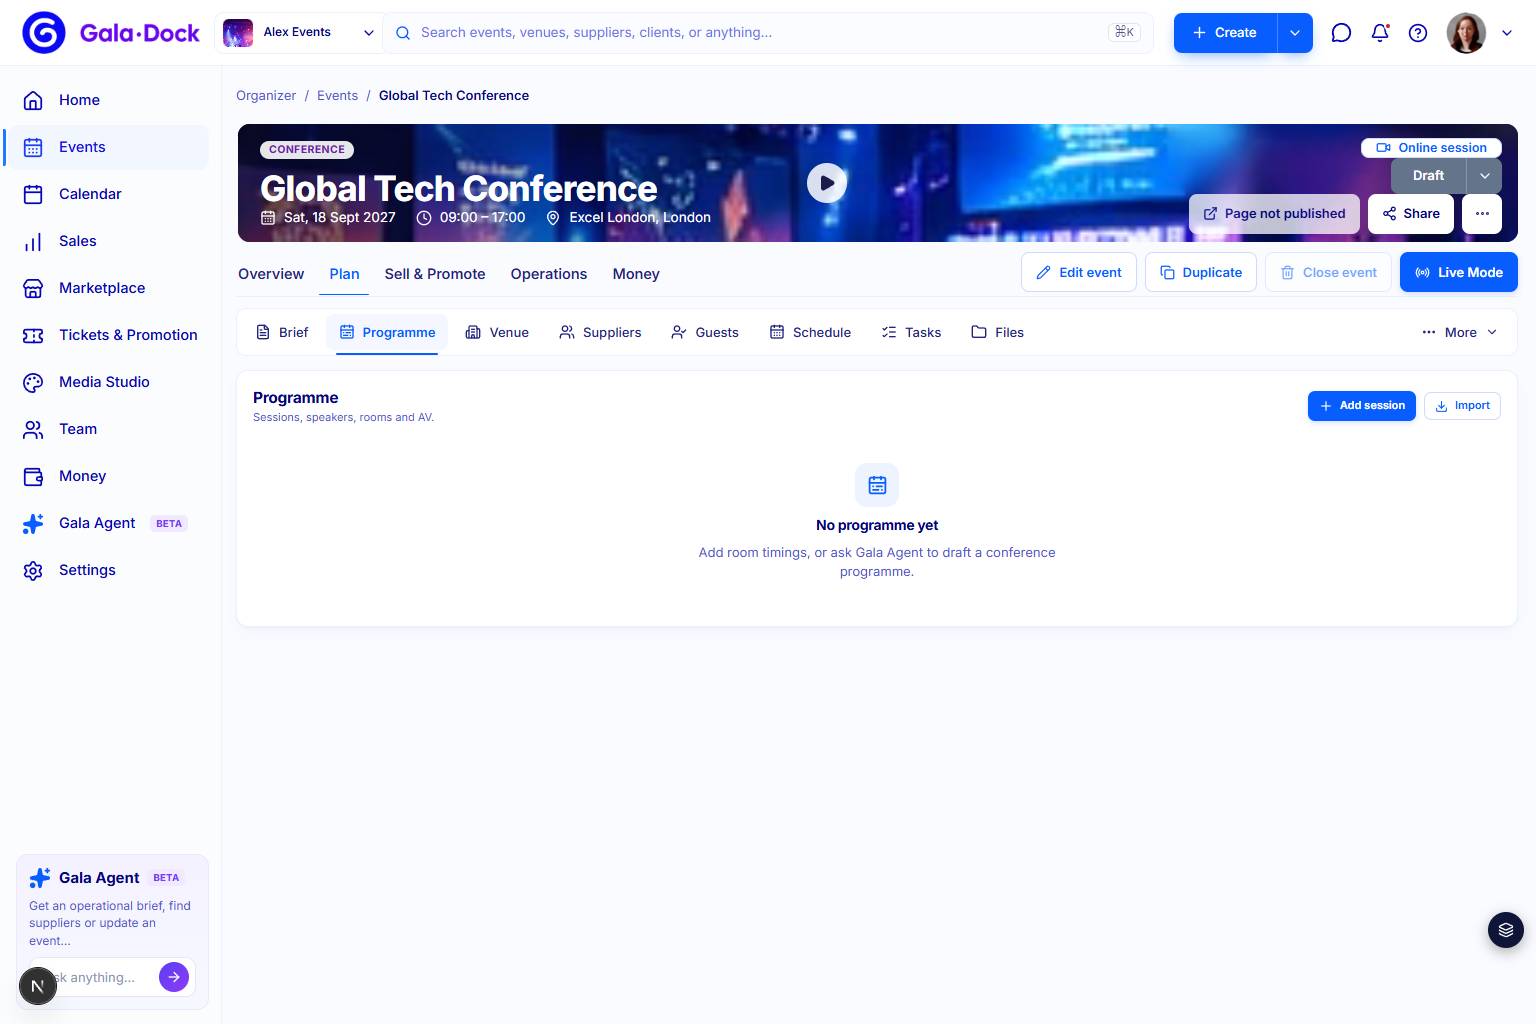 Gala·Dock
Alex Events
Search events, venues, suppliers, clients, or anything...
⌘K
Create
Home
Events
Calendar
Sales
Marketplace
Tickets & Promotion
Media Studio
Team
Money
Gala Agent BETA
Settings
Organizer / Events / Global Tech Conference
CONFERENCE
Global Tech Conference
Sat, 18 Sept 2027 09:00 – 17:00 Excel London, London
Online session
Draft
Page not published
Share
Overview
Plan
Sell & Promote
Operations
Money
Edit event
Duplicate
Close event
Live Mode
Brief
Programme
Venue
Suppliers
Guests
Schedule
Tasks
Files
More
Programme
Sessions, speakers, rooms and AV.
Add session
Import
No programme yet
Add room timings, or ask Gala Agent to draft a conference
programme.
Gala Agent BETA
Get an operational brief, find
suppliers or update an
event...
sk anything...
N